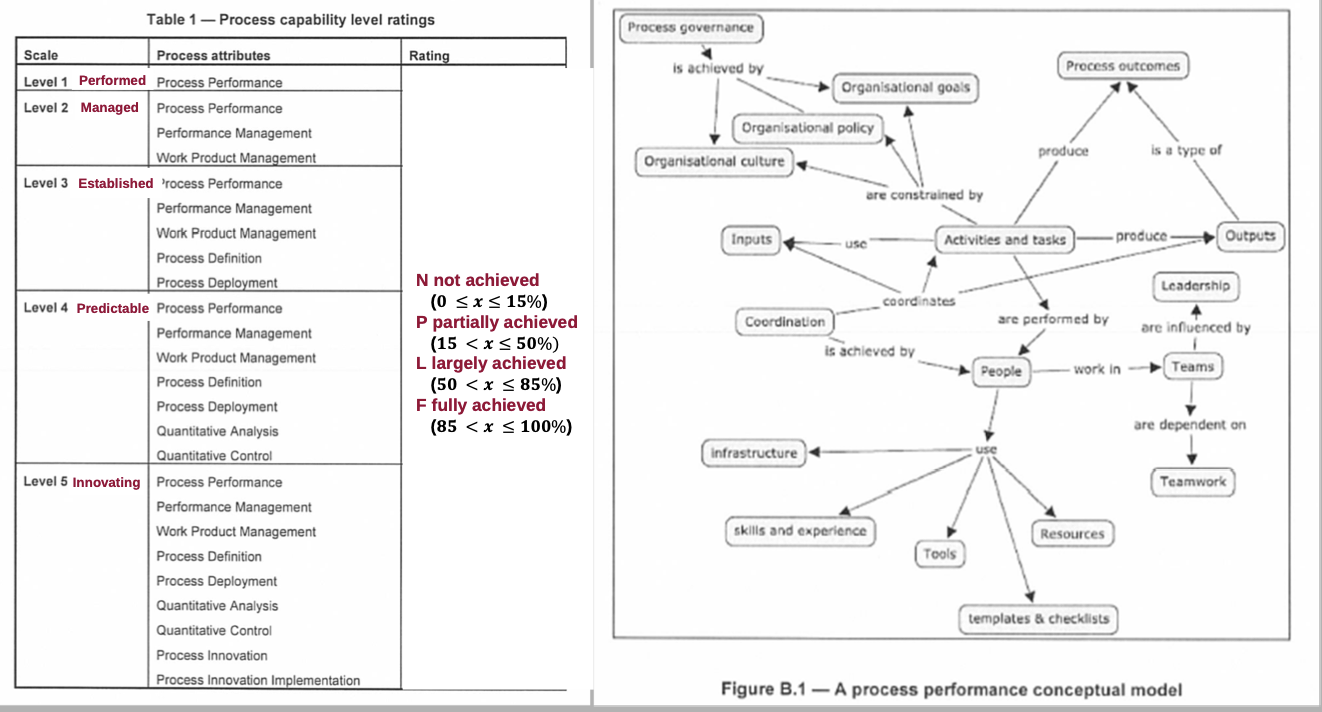 Table 1 — Process capability level ratings
Scale Process attributes Rating
Level 1 Performed Process Performance
Level 2 Managed Process Performance
Performance Management
Work Product Management
Level 3 Established Process Performance
Performance Management
Work Product Management
Process Definition
Process Deployment
Level 4 Predictable Process Performance
Performance Management
Work Product Management
Process Definition
Process Deployment
Quantitative Analysis
Quantitative Control
Level 5 Innovating Process Performance
Performance Management
Work Product Management
Process Definition
Process Deployment
Quantitative Analysis
Quantitative Control
Process Innovation
Process Innovation Implementation
N not achieved
(0 ≤ x ≤ 15%)
P partially achieved
(15 < x ≤ 50%)
L largely achieved
(50 < x ≤ 85%)
F fully achieved
(85 < x ≤ 100%)
Process governance
is achieved by
Process outcomes
Organisational goals
Organisational policy
Organisational culture
produce
is a type of
are constrained by
Inputs
use
Activities and tasks
produce
Outputs
Leadership
coordinates
Coordination
are performed by
are influenced by
is achieved by
People
work in
Teams
are dependent on
infrastructure
use
Teamwork
skills and experience
Tools
Resources
templates & checklists
Figure B.1 — A process performance conceptual model